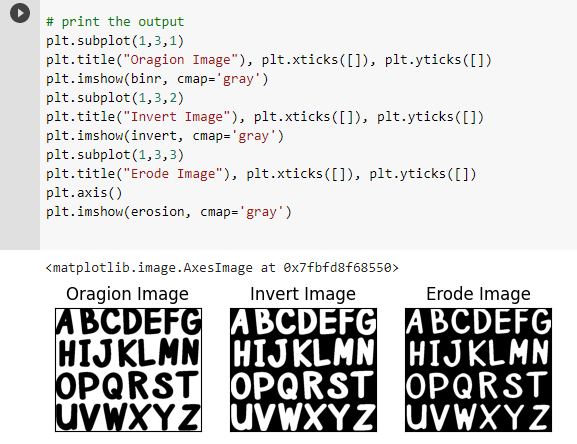 # print the output
plt.subplot(1,3,1)
plt.title("Oragion Image"), plt.xticks([]), plt.yticks([])
plt.imshow(binr, cmap='gray')
plt.subplot(1,3,2)
plt.title("Invert Image"), plt.xticks([]), plt.yticks([])
plt.imshow(invert, cmap='gray')
plt.subplot(1,3,3)
plt.title("Erode Image"), plt.xticks([]), plt.yticks([])
plt.axis()
plt.imshow(erosion, cmap='gray')
<matplotlib.image.AxesImage at 0x7fbfd8f68550>
Oragion Image Invert Image Erode Image
ABCDEFG ABCDEFG ABCDEFG
HIJKLMN HIJKLMN HIJKLMN
OPQRST OPQRST OPQRST
UVWXYZ UVWXYZ UVWXYZ